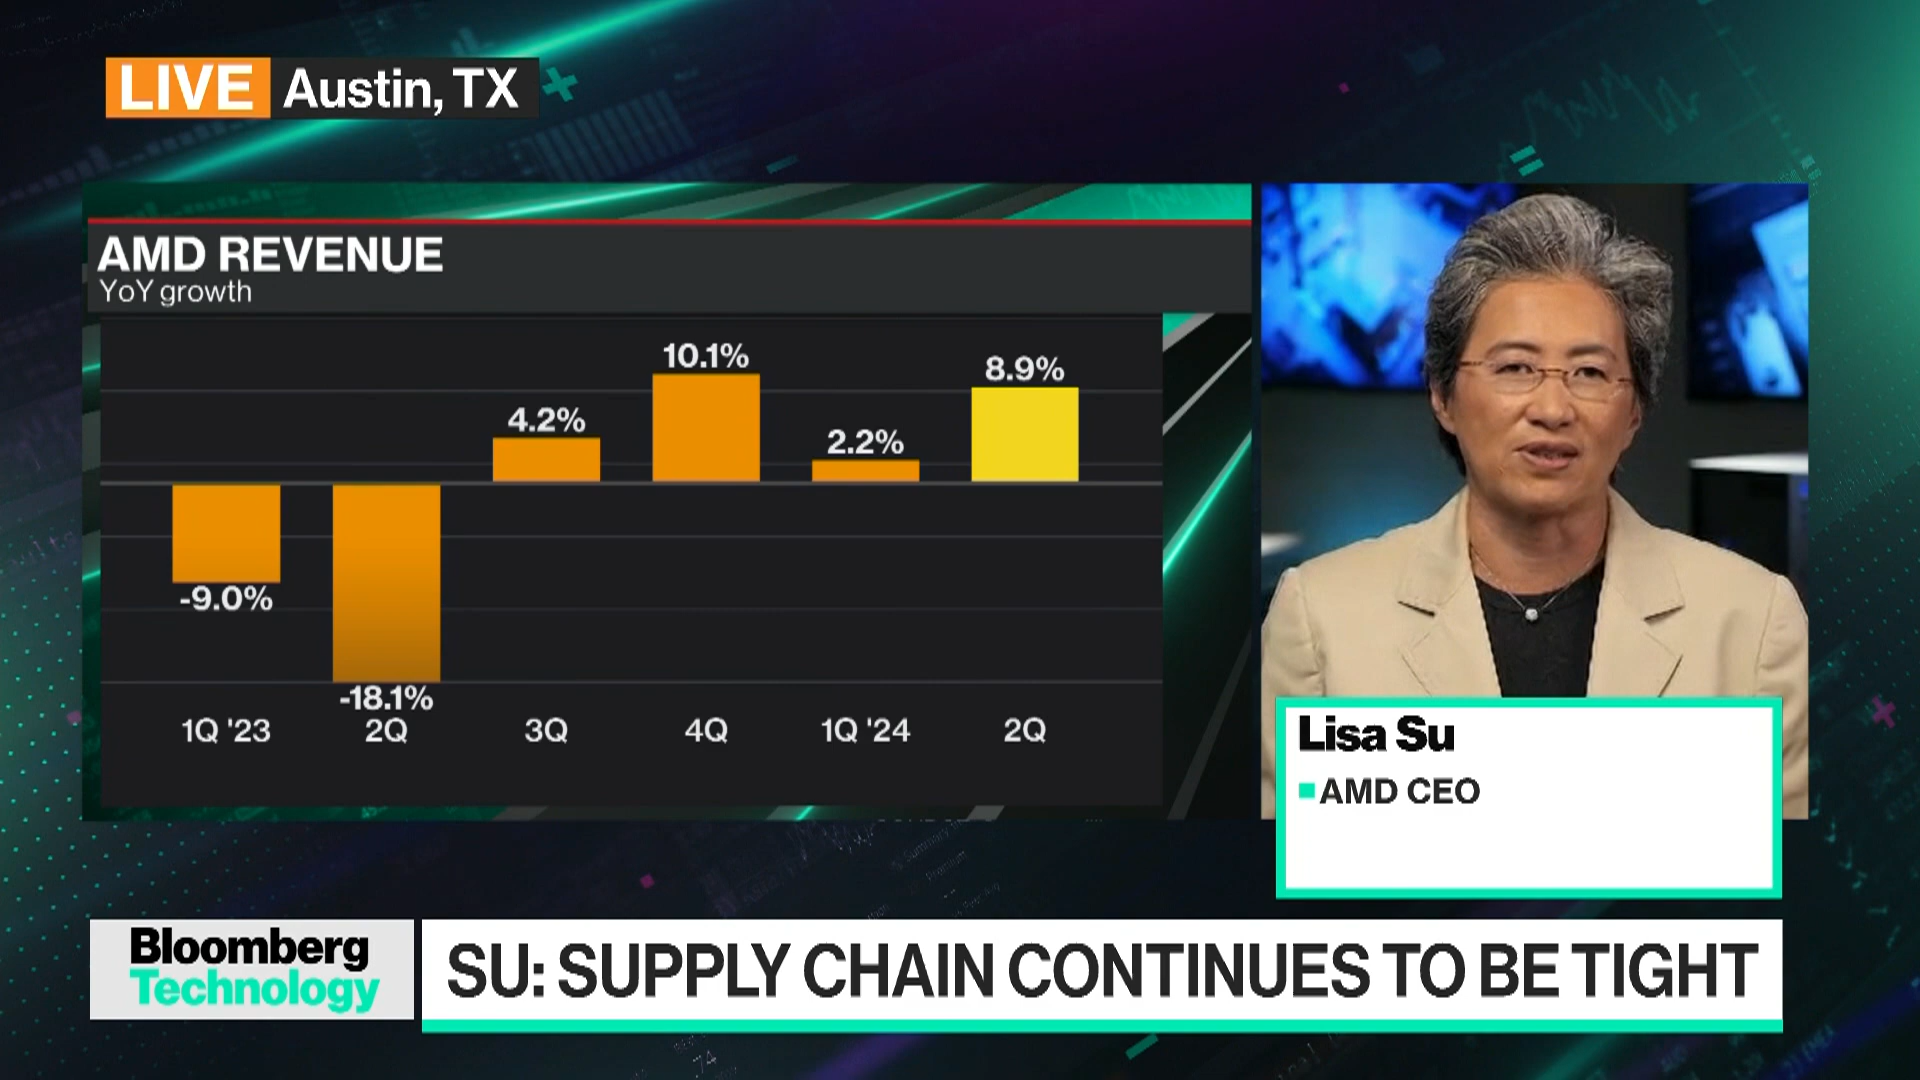 LIVE Austin, TX
AMD REVENUE
YoY growth
10.1%
8.9%
4.2%
2.2%
-9.0%
-18.1%
1Q '23 2Q 3Q 4Q 1Q '24 2Q
Lisa Su
AMD CEO
Bloomberg
Technology
SU: SUPPLY CHAIN CONTINUES TO BE TIGHT